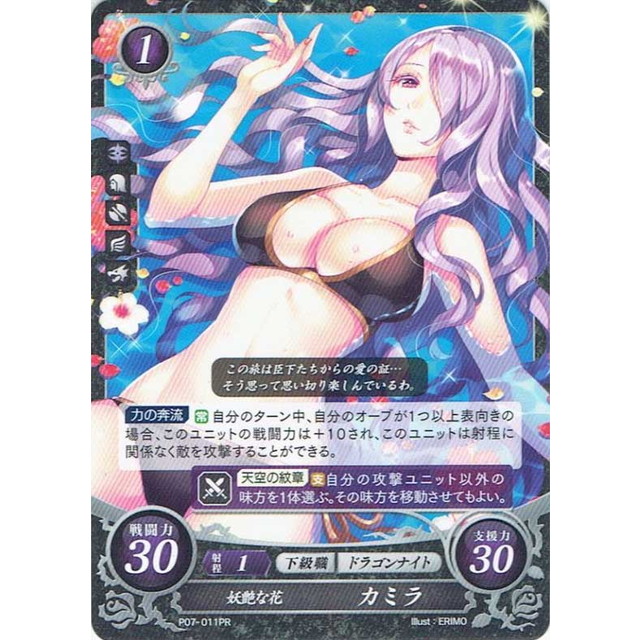 1
この旅は臣下たちからの愛の証…
そう思って思い切り楽しんでいるわ。
力の奔流 常 自分のターン中、自分のオーブが1つ以上表向きの
場合、このユニットの戦闘力は+10され、このユニットは射程に
関係なく敵を攻撃することができる。
天空の紋章 支 自分の攻撃ユニット以外の
味方を1体選ぶ。その味方を移動させてもよい。
戦闘力
30
射程 1
下級職
ドラゴンナイト
支援力
30
妖艶な花
カミラ
P07-011PR
Illust:ERIMO